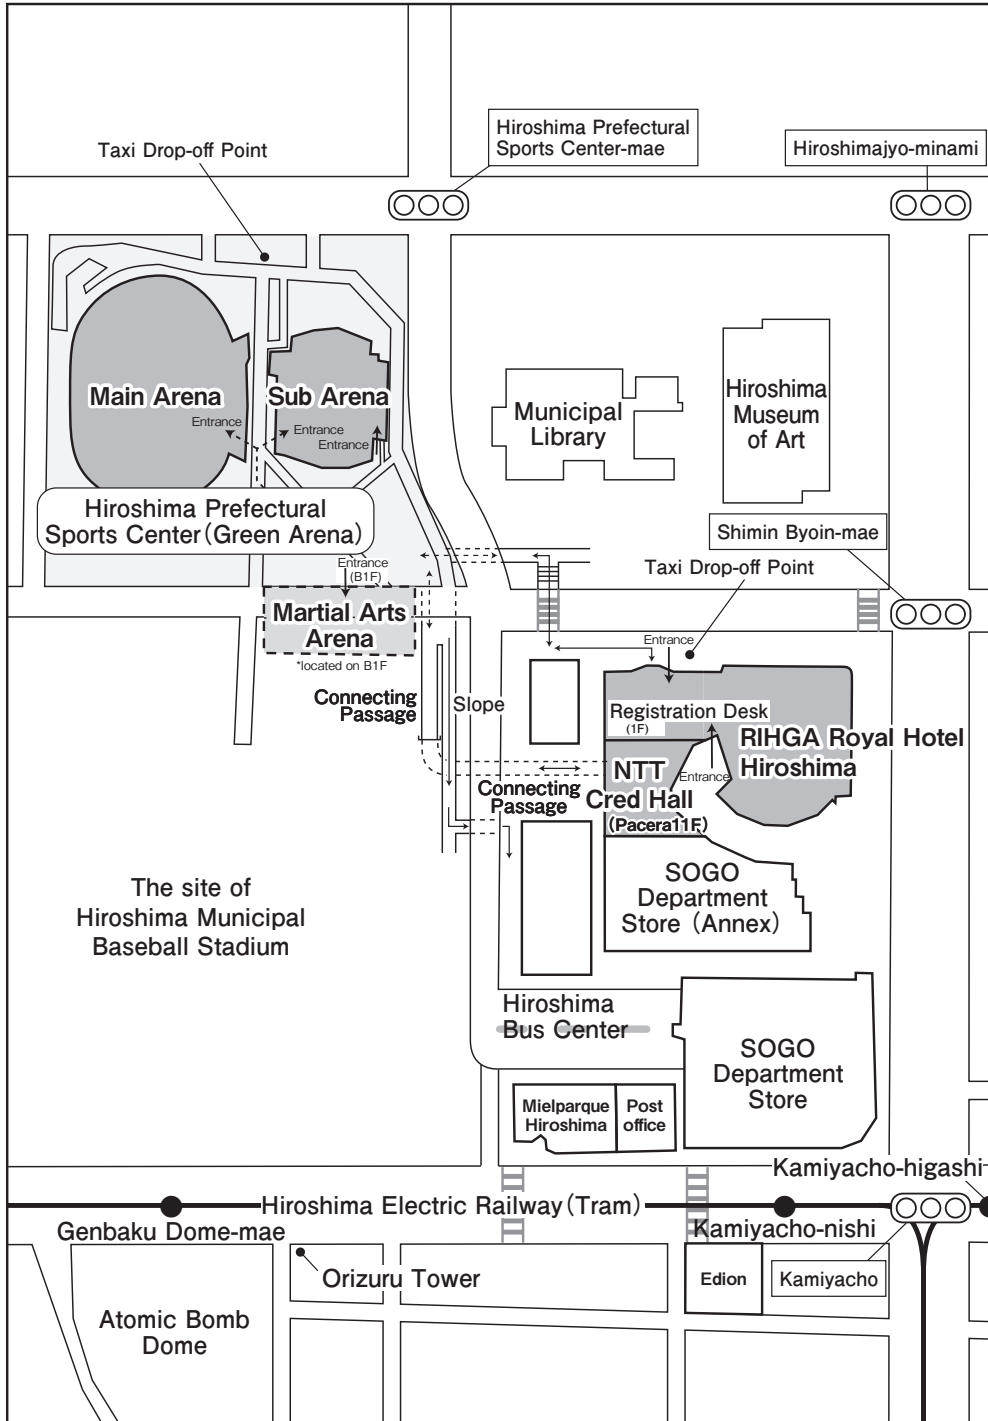 Hiroshima Prefectural
Sports Center-mae
Taxi Drop-off Point
Hiroshimajyo-minami
Main Arena
Sub Arena
Entrance
Entrance
Entrance
Municipal
Library
Hiroshima
Museum
of Art
Hiroshima Prefectural
Sports Center(Green Arena)
Shimin Byoin-mae
Entrance
(B1F)
Taxi Drop-off Point
Martial Arts
Arena
*located on B1F
Entrance
Connecting
Passage
Slope
Registration Desk
(1F)
RIHGA Royal Hotel
Hiroshima
NTT
Cred Hall
(Pacera11F)
Entrance
Connecting
Passage
The site of
Hiroshima Municipal
Baseball Stadium
SOGO
Department
Store (Annex)
Hiroshima
Bus Center
SOGO
Department
Store
Mielparque
Hiroshima
Post
office
Kamiyacho-higashi
Hiroshima Electric Railway(Tram)
Genbaku Dome-mae
Kamiyacho-nishi
Orizuru Tower
Edion
Kamiyacho
Atomic Bomb
Dome